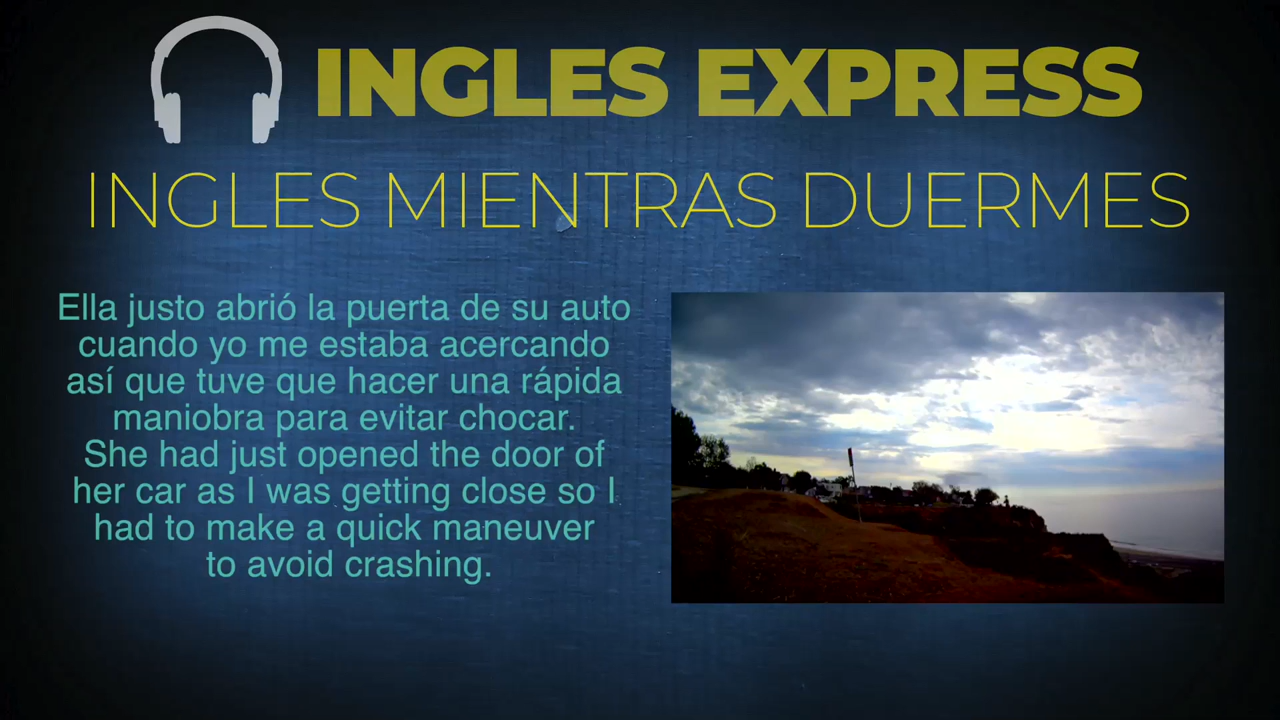 INGLES EXPRESS
INGLES MIENTRAS DUERMES
Ella justo abrió la puerta de su auto
cuando yo me estaba acercando
así que tuve que hacer una rápida
maniobra para evitar chocar.
She had just opened the door of
her car as I was getting close so I
had to make a quick maneuver
to avoid crashing.